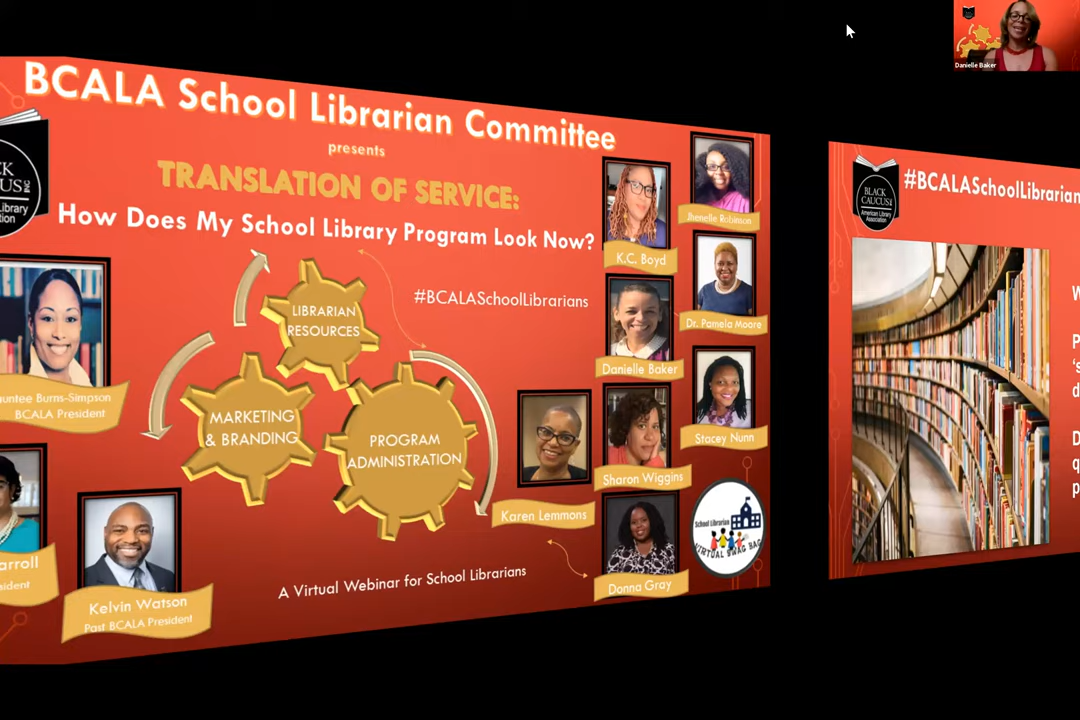 BCALA School Librarian Committee
presents
TRANSLATION OF SERVICE:
How Does My School Library Program Look Now?
#BCALASchoolLibrarians
LIBRARIAN
RESOURCES
MARKETING
& BRANDING
PROGRAM
ADMINISTRATION
Burns-Simpson
BCALA President
Kelvin Watson
Past BCALA President
A Virtual Webinar for School Librarians
K.C. Boyd
Danielle Baker
Sharon Wiggins
Karen Lemmons
Donna Gray
Jhenelle Robinson
Dr. Pamela Moore
Stacey Nunn
School Librarian
VIRTUAL SWAG BAG
Danielle Baker
BLACK
CAUCUS
American Library
Association
#BCALASchoolLibrarian